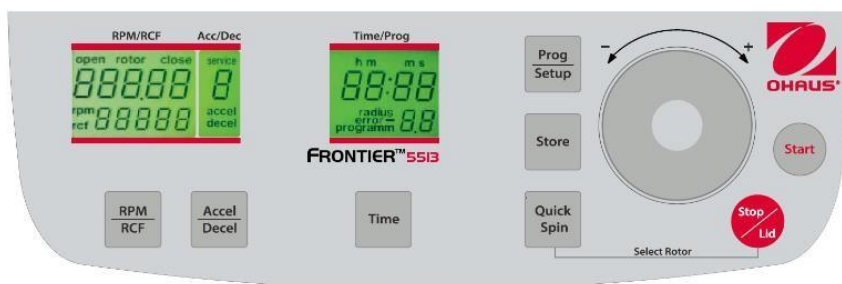 RPM/RCF Acc/Dec
open rotor close service
888.88 8
rpm accel
rcf 88888 decel
Time/Prog
h m m s
88:88
radius
error
programm 8.8
FRONTIER™ 5513
RPM
RCF
Accel
Decel
Time
Prog
Setup
Store
Quick
Spin
- +
OHAUS®
Start
Stop
Lid
Select Rotor